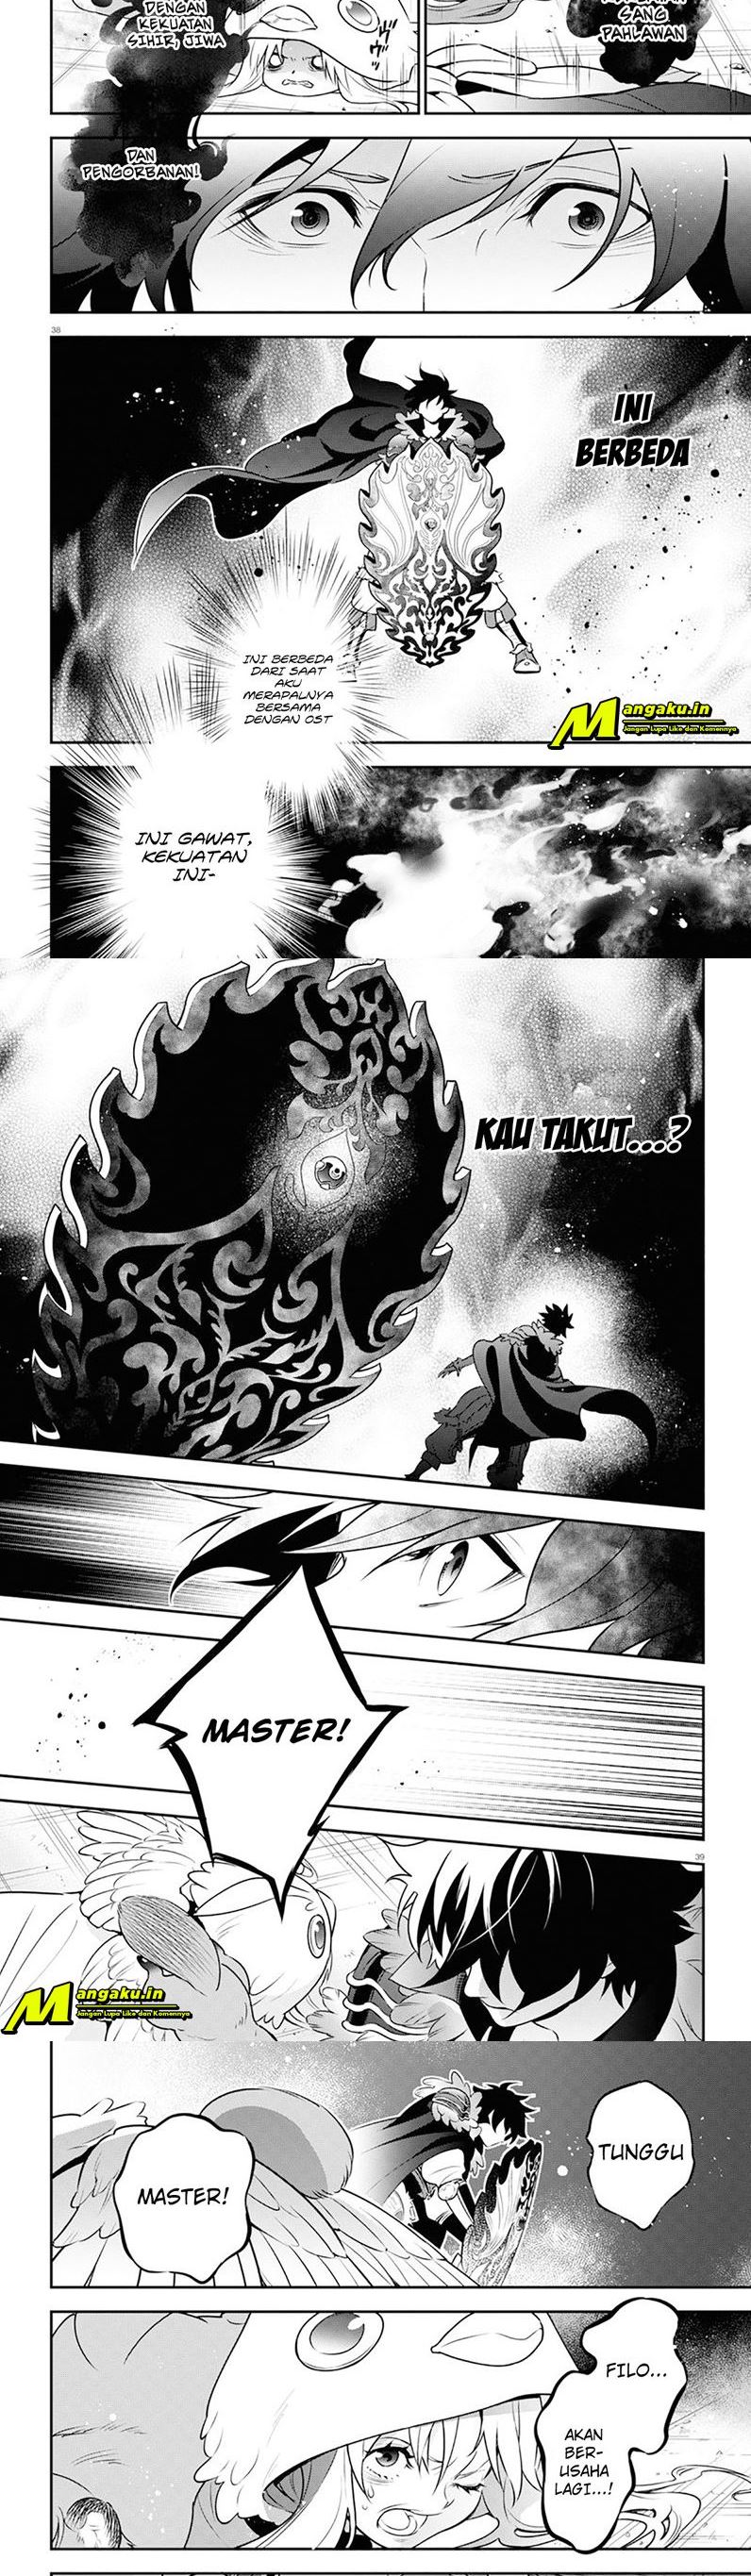 DENGAN
KEKUATAN
SIHIR, JIWA
SANG
PAHLAWAN
DAN
PENGORBANAN!
38
INI
BERBEDA
INI BERBEDA
DARI SAAT
AKU
MERAPALNYA
BERSAMA
DENGAN OST
Mangaku.in
Jangan Lupa Like dan Komennya
INI GAWAT,
KEKUATAN
INI-
KAU TAKUT....?
MASTER!
39
Mangaku.in
Jangan Lupa Like dan Komennya
TUNGGU
MASTER!
FILO...
AKAN
BER-
USAHA
LAGI...!